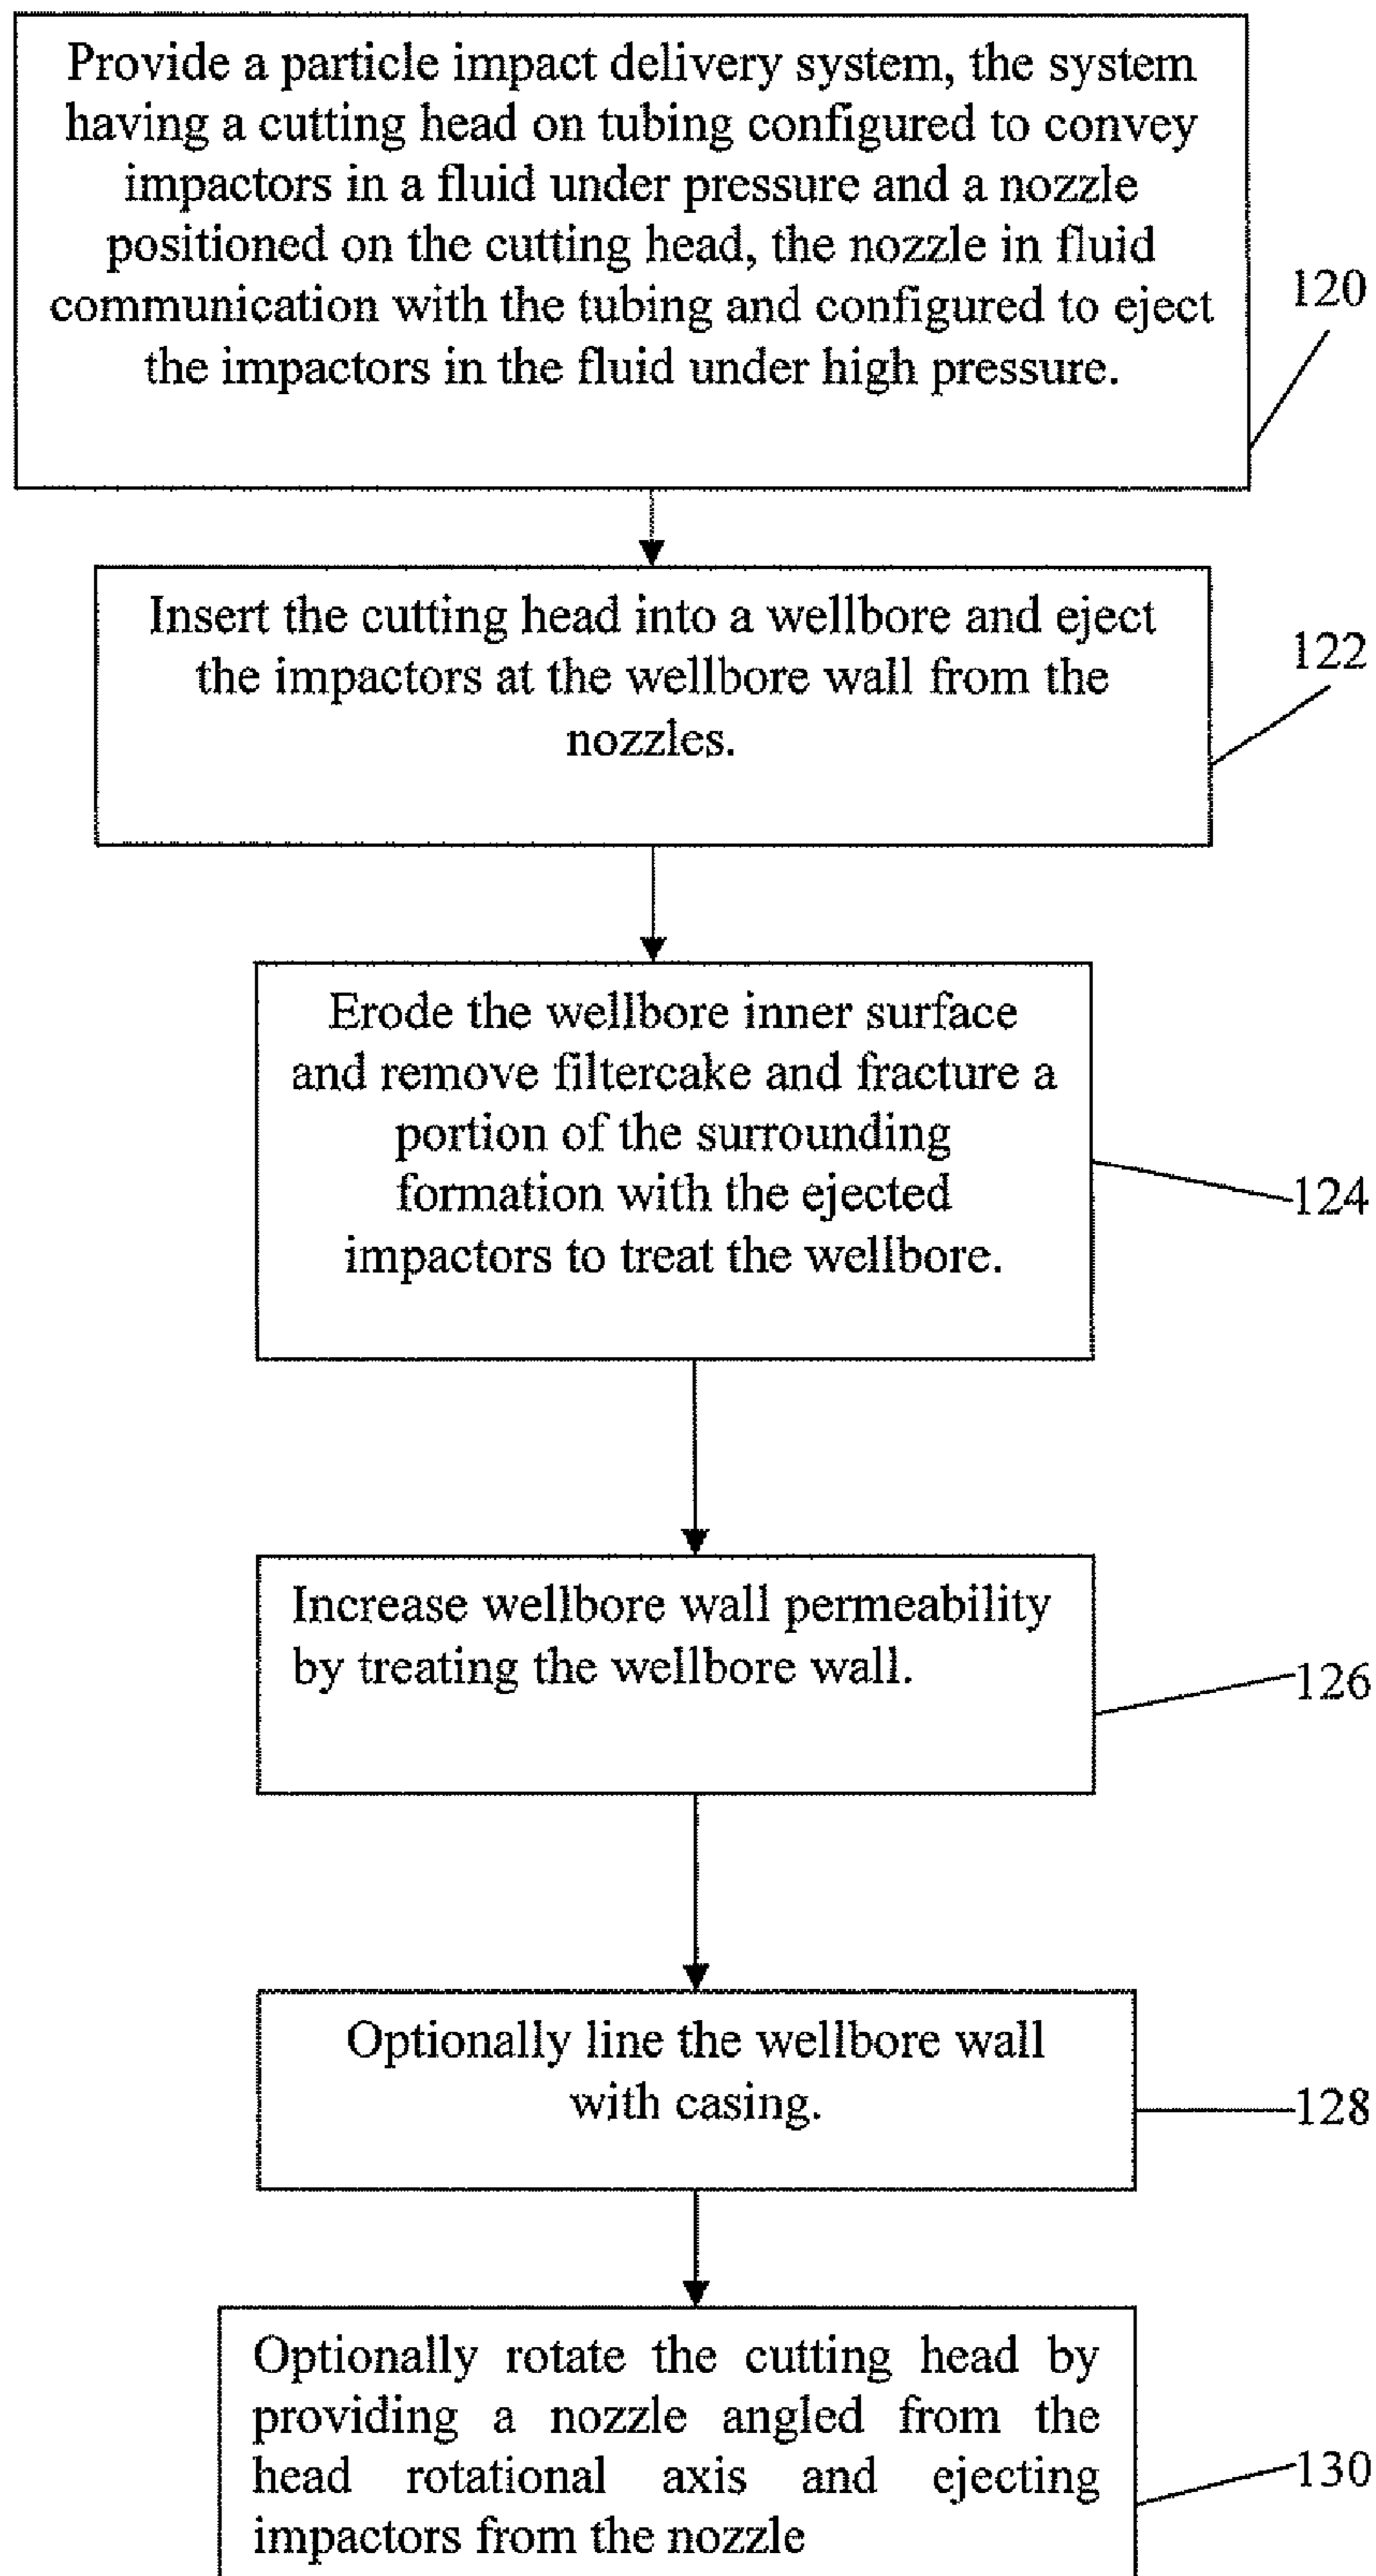 Provide a particle impact delivery system, the system
having a cutting head on tubing configured to convey
impactors in a fluid under pressure and a nozzle
positioned on the cutting head, the nozzle in fluid
communication with the tubing and configured to eject
the impactors in the fluid under high pressure.
120
Insert the cutting head into a wellbore and eject
the impactors at the wellbore wall from the
nozzles.
122
Erode the wellbore inner surface
and remove filtercake and fracture a
portion of the surrounding
formation with the ejected
impactors to treat the wellbore.
124
Increase wellbore wall permeability
by treating the wellbore wall.
126
Optionally line the wellbore wall
with casing.
128
Optionally rotate the cutting head by
providing a nozzle angled from the
head rotational axis and ejecting
impactors from the nozzle
130